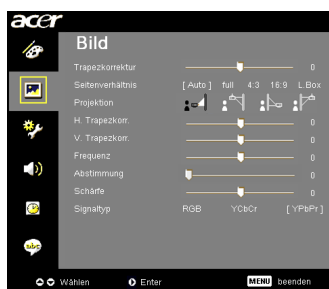 acer
Bild
Trapezkorrektur 0
Seitenverhältnis [ Auto ] full 4:3 16:9 L.Box
Projektion
H. Trapezkorr. 0
V. Trapezkorr. 0
Frequenz 0
Abstimmung 0
Schärfe 0
Signaltyp RGB YCbCr [ YPbPr ]
abc
Wählen Enter MENU beenden